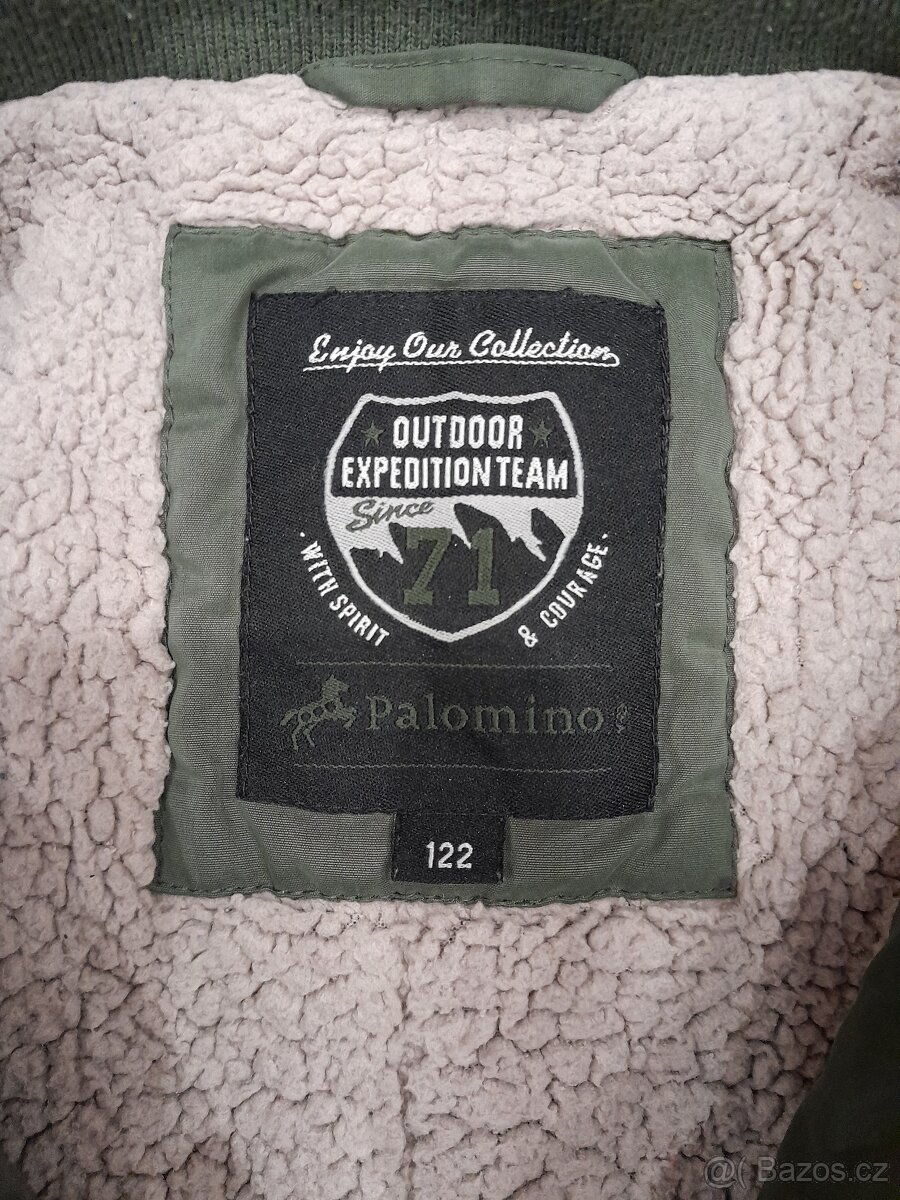 Enjoy Our Collection
OUTDOOR
EXPEDITION TEAM
Since
71
· WITH SPIRIT
& COURAGE ·
Palomino
122
@( Bazos.cz